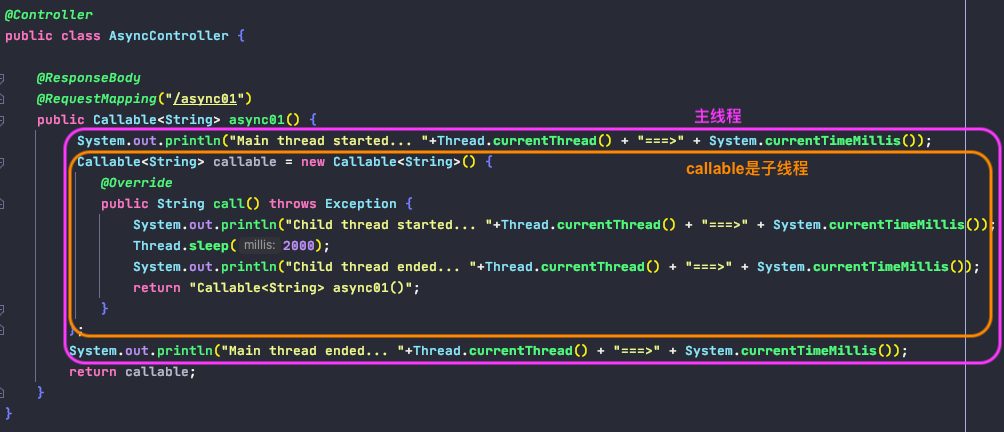 @Controller
public class AsyncController {
@ResponseBody
@RequestMapping("/async01")
public Callable<String> async01() {
主线程
System.out.println("Main thread started... "+Thread.currentThread() + "===>" + System.currentTimeMillis());
Callable<String> callable = new Callable<String>() {
callable是子线程
@Override
public String call() throws Exception {
System.out.println("Child thread started... "+Thread.currentThread() + "===>" + System.currentTimeMillis());
Thread.sleep( millis: 2000);
System.out.println("Child thread ended... "+Thread.currentThread() + "===>" + System.currentTimeMillis());
return "Callable<String> async01()";
}
};
System.out.println("Main thread ended... "+Thread.currentThread() + "===>" + System.currentTimeMillis());
return callable;
}
}